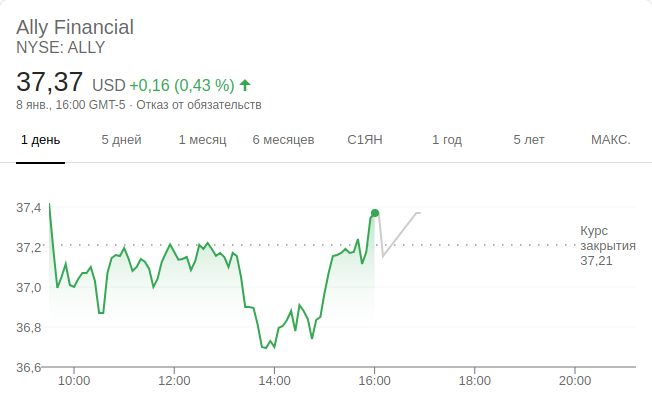 Ally Financial
NYSE: ALLY
37,37 USD +0,16 (0,43 %)
8 янв., 16:00 GMT-5 · Отказ от обязательств
1 день 5 дней 1 месяц 6 месяцев С1ЯН 1 год 5 лет МАКС.
37,4
37,2
37,0
36,8
36,6
Курс
закрытия
37,21
10:00 12:00 14:00 16:00 18:00 20:00